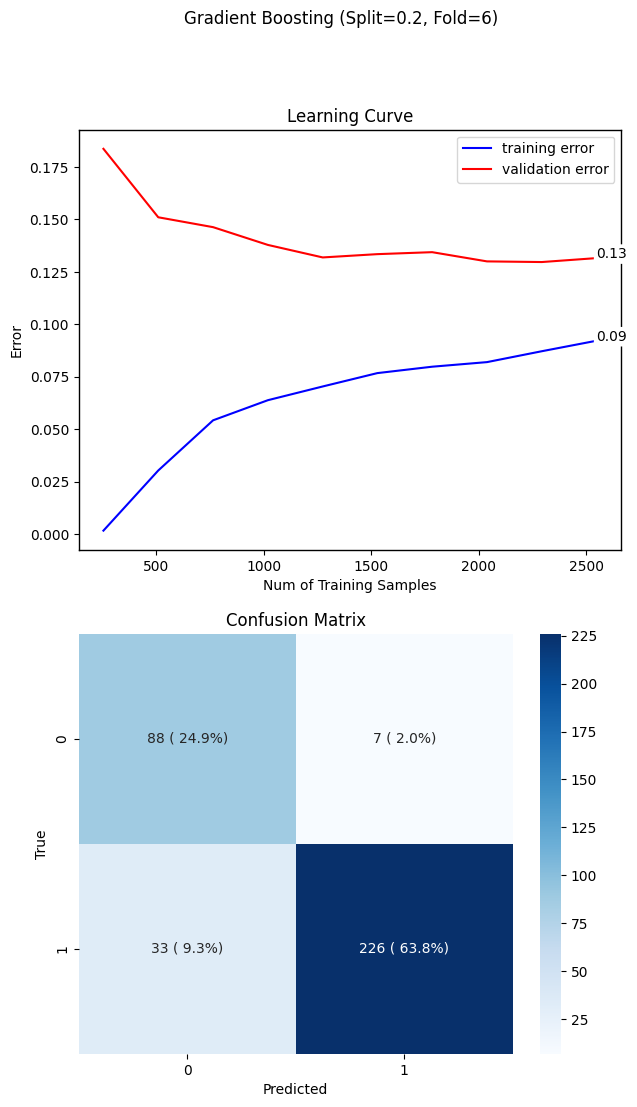 Gradient Boosting (Split=0.2, Fold=6)
Learning Curve
training error
validation error
0.175
0.150
0.125
0.100
0.075
0.050
0.025
0.000
Error
0.13
0.09
500
1000
1500
2000
2500
Num of Training Samples
Confusion Matrix
88 ( 24.9%)
7 ( 2.0%)
33 ( 9.3%)
226 ( 63.8%)
0
1
True
0
1
Predicted
225
200
175
150
125
100
75
50
25